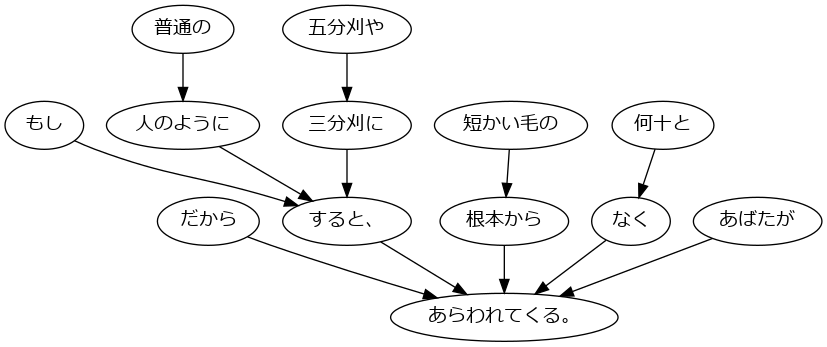 普通の 五分刈や
もし 人のように 三分刈に 短かい毛の 何十と
だから すると、 根本から なく あばたが
あらわれてくる。